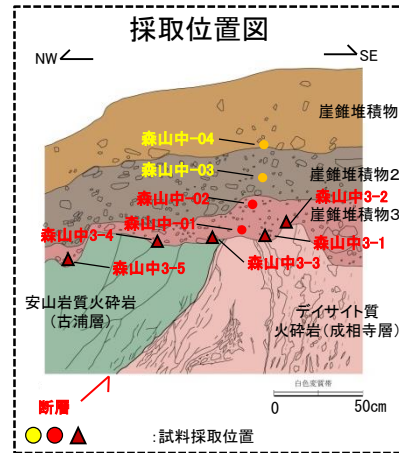 採取位置図
NW
SE
崖錐堆積物
森山中-04
森山中-03
崖錐堆積物2
森山中-02
森山中3-2
崖錐堆積物3
森山中3-4
森山中-01
森山中3-1
森山中3-3
森山中3-5
安山岩質火砕岩
(古浦層)
デイサイト質
火砕岩(成相寺層)
白色変質帯
断層
0
50cm
:試料採取位置